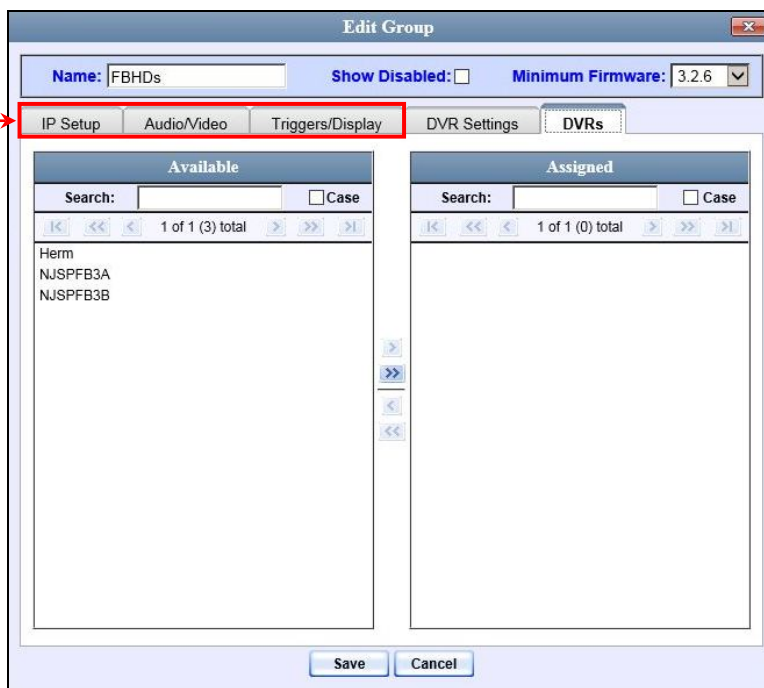 Edit Group
Name: FBHDs Show Disabled: Minimum Firmware: 3.2.6
IP Setup Audio/Video Triggers/Display DVR Settings DVRs
Available Assigned
Search: Case Search: Case
|< << < 1 of 1 (3) total > >> >| |< << < 1 of 1 (0) total > >> >|
Herm
NJSPFB3A
NJSPFB3B
>
>>
<
<<
Save Cancel